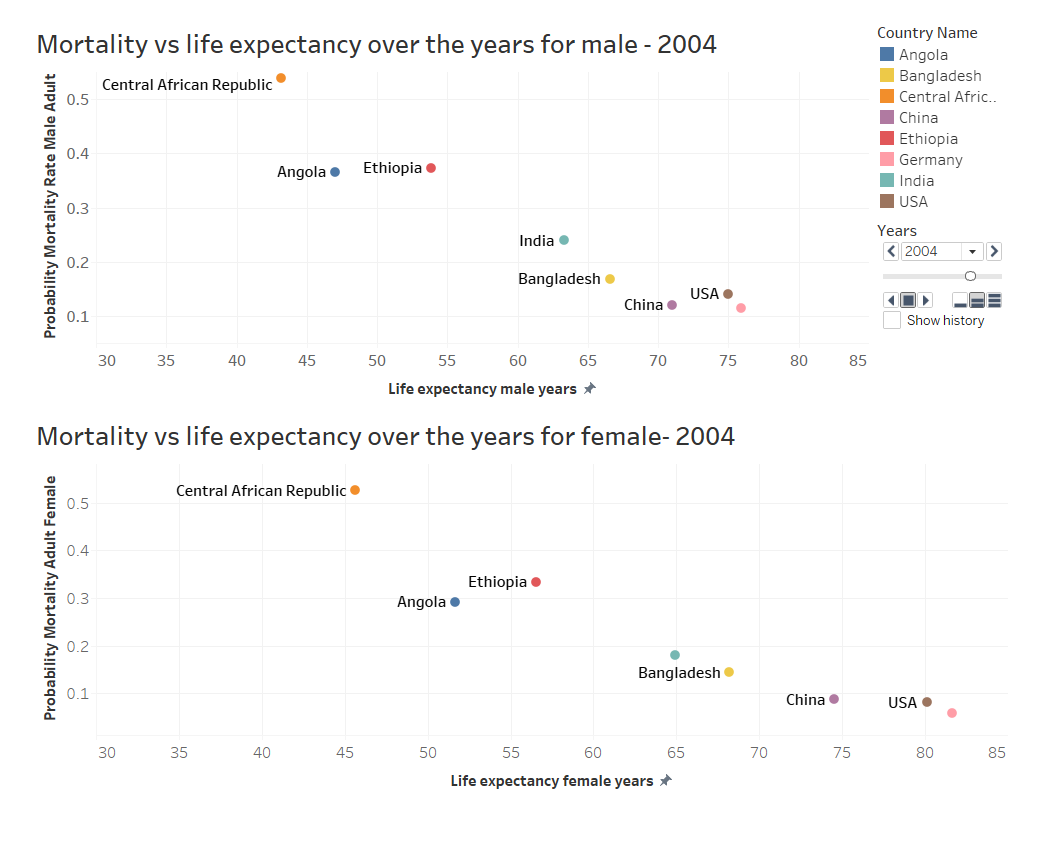 Mortality vs life expectancy over the years for male - 2004
Probability Mortality Rate Male Adult
0.5
0.4
0.3
0.2
0.1
Central African Republic
Angola
Ethiopia
India
Bangladesh
USA
China
30 35 40 45 50 55 60 65 70 75 80 85
Life expectancy male years
Country Name
Angola
Bangladesh
Central Afric..
China
Ethiopia
Germany
India
USA
Years
2004
Show history
Mortality vs life expectancy over the years for female- 2004
Probability Mortality Adult Female
0.5
0.4
0.3
0.2
0.1
Central African Republic
Ethiopia
Angola
Bangladesh
China
USA
30 35 40 45 50 55 60 65 70 75 80 85
Life expectancy female years